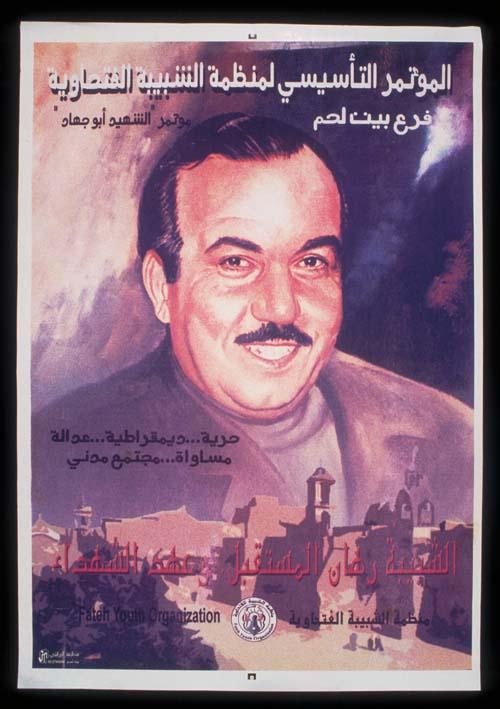 المؤتمر التأسيسي لمنظمة الشبيبة الفتحاوية
فرع بيت لحم
مؤتمر "الشهيد أبو جهاد"
حرية...ديمقراطية...عدالة
مساواة...مجتمع مدني
الشبيبة رهان المستقبل وعهد الشهداء
منظمة الشبيبة الفتحاوية
Fateh Youth Organization